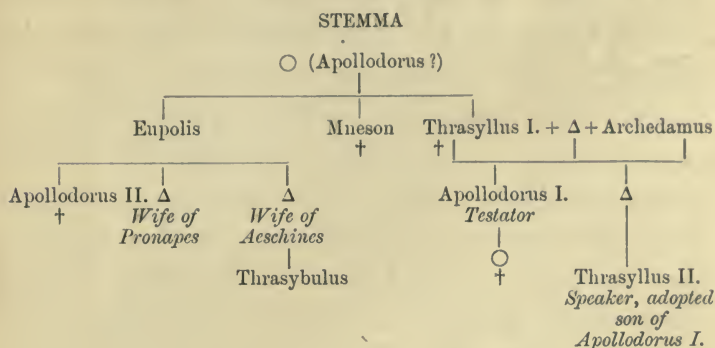 STEMMA
○ (Apollodorus ?)
Eupolis Mneson Thrasyllus I. + Δ + Archedamus
† †
Apollodorus II. Δ Δ Apollodorus I. Δ
† Wife of Wife of Testator
Pronapes Aeschines ○
Thrasybulus † Thrasyllus II.
Speaker, adopted
son of
Apollodorus I.